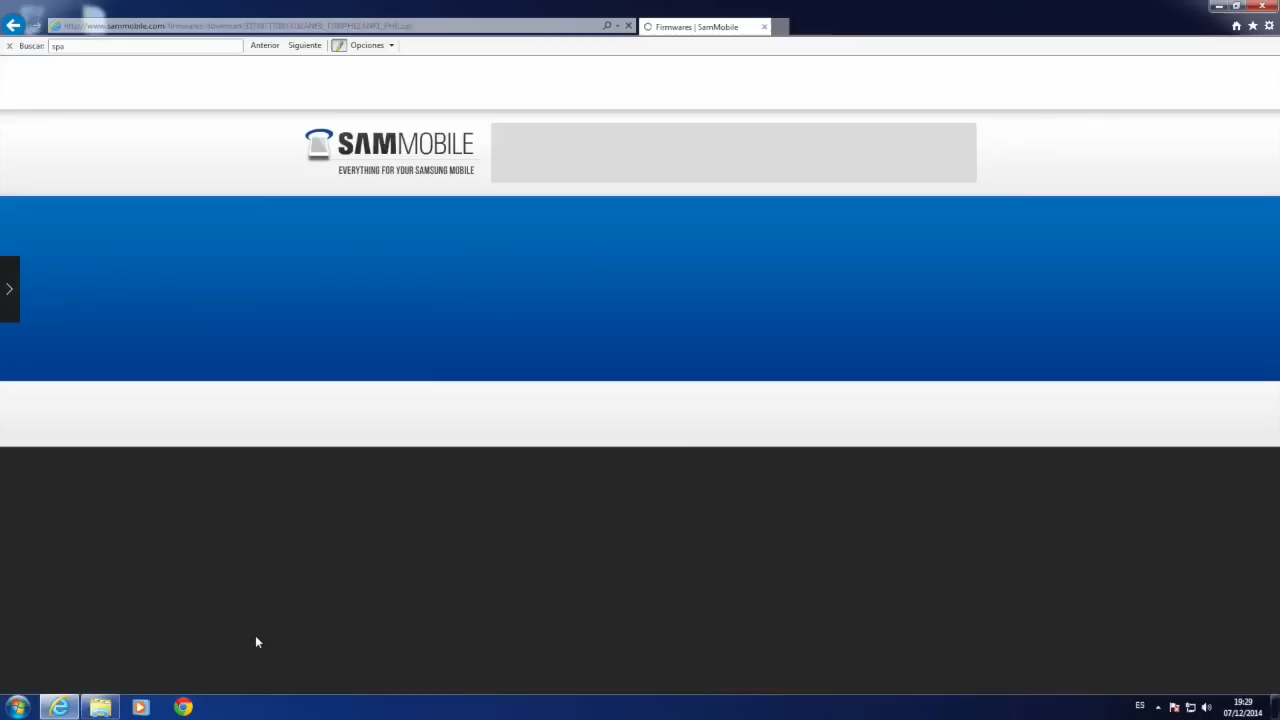 Firmwares | SamMobile
Buscar: spa
Anterior
Siguiente
Opciones
SAMMOBILE
EVERYTHING FOR YOUR SAMSUNG MOBILE
ES
19:29
07/12/2014